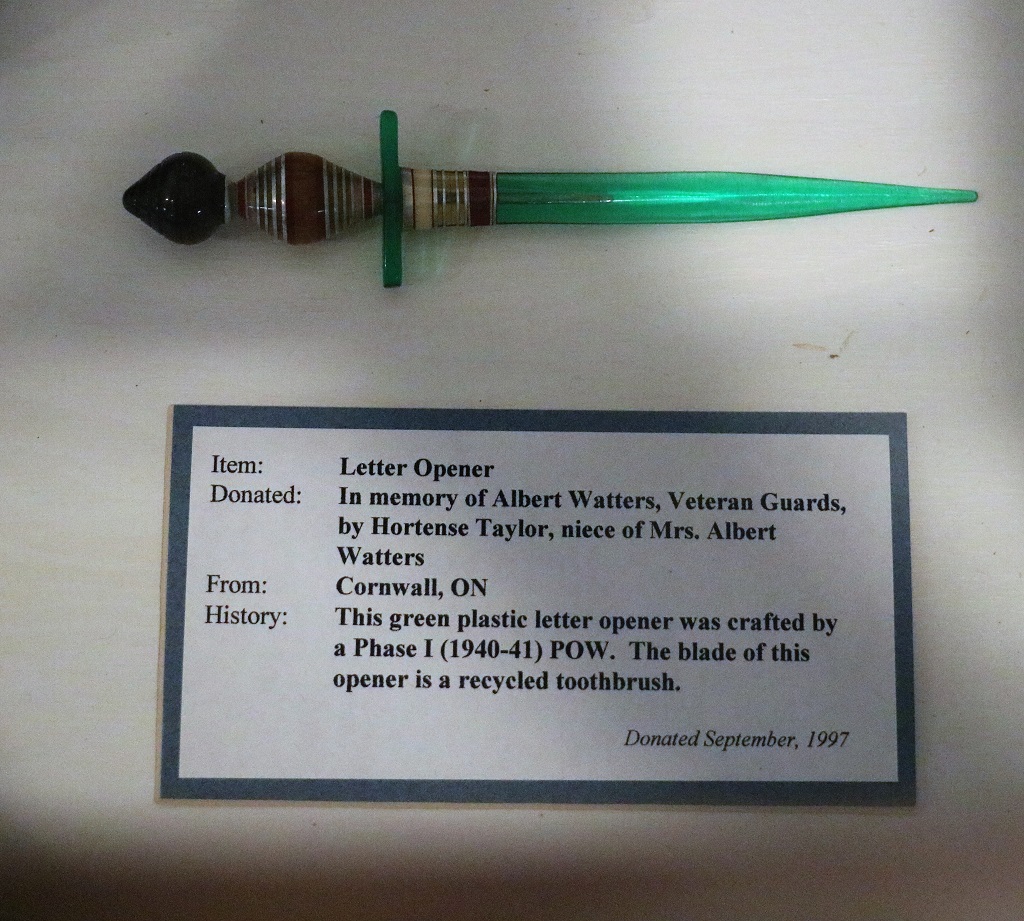 Item: Letter Opener
Donated: In memory of Albert Watters, Veteran Guards,
by Hortense Taylor, niece of Mrs. Albert
Watters
From: Cornwall, ON
History: This green plastic letter opener was crafted by
a Phase I (1940-41) POW. The blade of this
opener is a recycled toothbrush.
Donated September, 1997